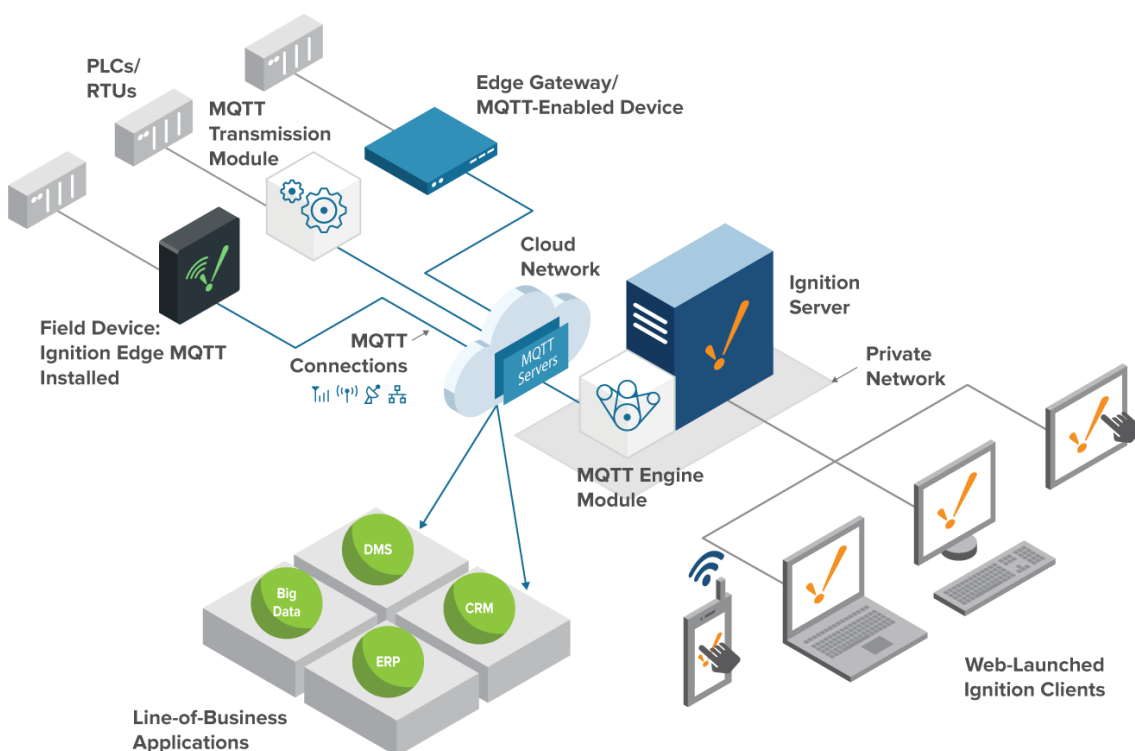 PLCs/
RTUs
MQTT
Transmission
Module
Edge Gateway/
MQTT-Enabled Device
Field Device:
Ignition Edge MQTT
Installed
MQTT
Connections
Cloud
Network
MQTT
Servers
Ignition
Server
Private
Network
MQTT Engine
Module
DMS
Big
Data
CRM
ERP
Line-of-Business
Applications
Web-Launched
Ignition Clients